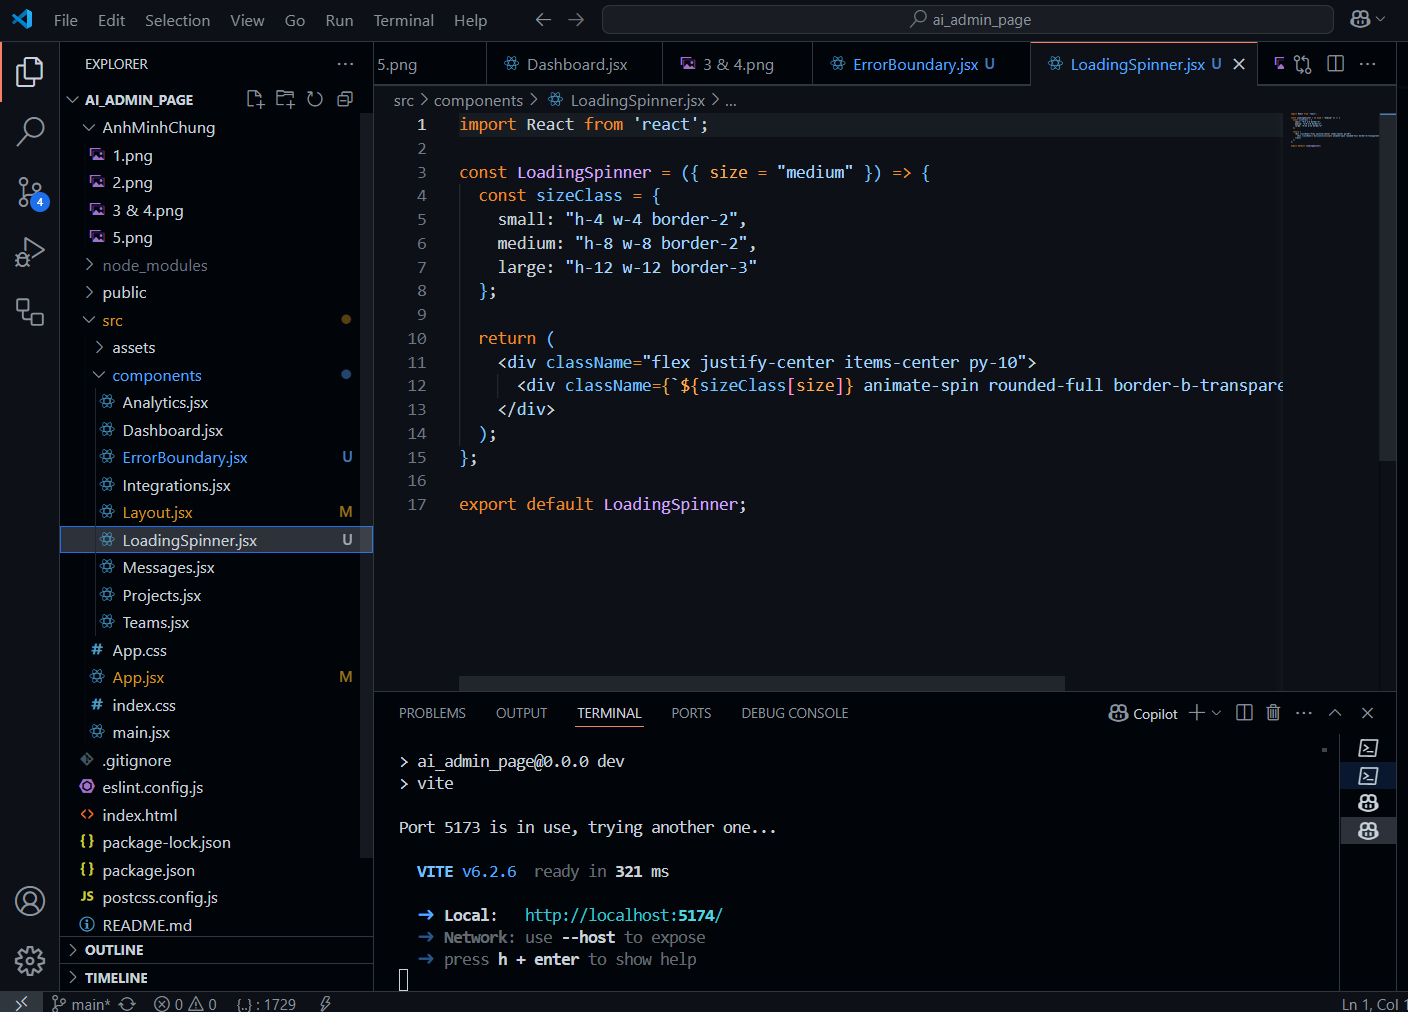 File Edit Selection View Go Run Terminal Help
ai_admin_page
EXPLORER
5.png
Dashboard.jsx
3 & 4.png
ErrorBoundary.jsx U
LoadingSpinner.jsx U
AI_ADMIN_PAGE
AnhMinhChung
1.png
2.png
3 & 4.png
5.png
node_modules
public
src
assets
components
Analytics.jsx
Dashboard.jsx
ErrorBoundary.jsx U
Integrations.jsx
Layout.jsx M
LoadingSpinner.jsx U
Messages.jsx
Projects.jsx
Teams.jsx
# App.css
App.jsx M
# index.css
main.jsx
.gitignore
eslint.config.js
<> index.html
{} package-lock.json
{} package.json
JS postcss.config.js
README.md
OUTLINE
TIMELINE
4
src > components > LoadingSpinner.jsx > ...
1 import React from 'react';
2
3 const LoadingSpinner = ({ size = "medium" }) => {
4 const sizeClass = {
5 small: "h-4 w-4 border-2",
6 medium: "h-8 w-8 border-2",
7 large: "h-12 w-12 border-3"
8 };
9
10 return (
11 <div className="flex justify-center items-center py-10">
12 <div className={`${sizeClass[size]} animate-spin rounded-full border-b-transpare
13 </div>
14 );
15 };
16
17 export default LoadingSpinner;
PROBLEMS OUTPUT TERMINAL PORTS DEBUG CONSOLE
Copilot
> ai_admin_page@0.0.0 dev
> vite
Port 5173 is in use, trying another one...
VITE v6.2.6 ready in 321 ms
➜ Local: http://localhost:5174/
➜ Network: use --host to expose
➜ press h + enter to show help
main* 0 0 {..} : 1729
Ln 1, Col 1